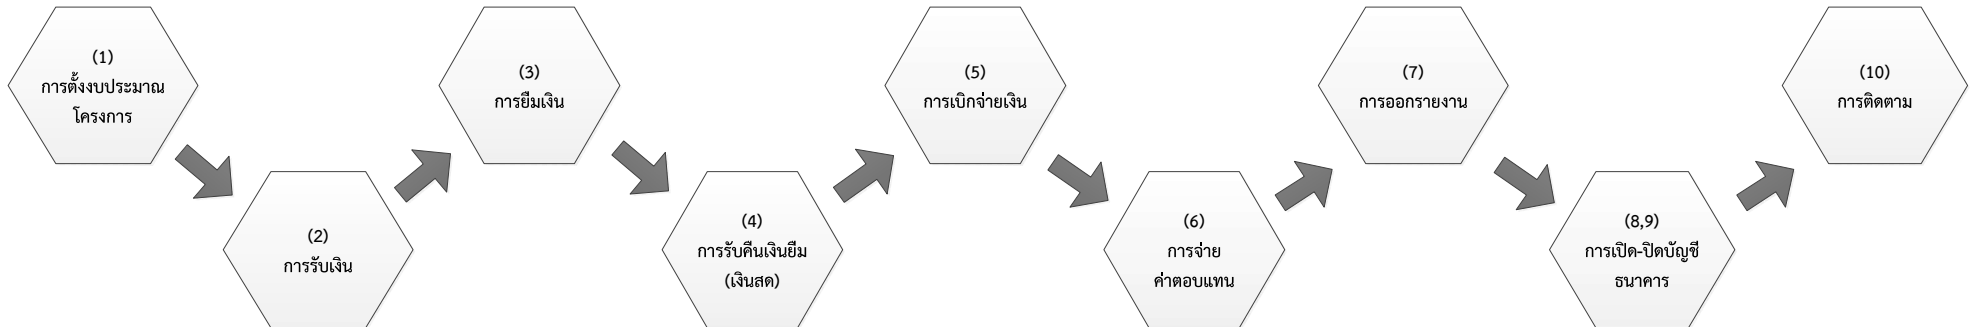 (1)
การตั้งงบประมาณ
โครงการ
(2)
การรับเงิน
(3)
การยืมเงิน
(4)
การรับคืนเงินยืม
(เงินสด)
(5)
การเบิกจ่ายเงิน
(6)
การจ่าย
ค่าตอบแทน
(7)
การออกรายงาน
(8,9)
การเปิด-ปิดบัญชี
ธนาคาร
(10)
การติดตาม